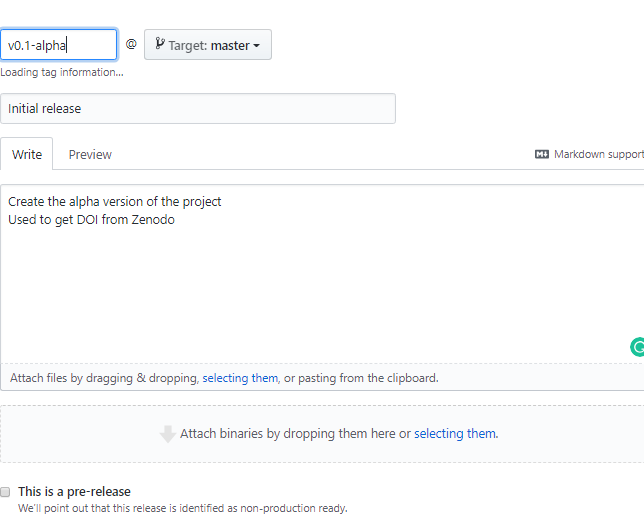 v0.1-alpha @ Target: master
Loading tag information...
Initial release
Write Preview Markdown support
Create the alpha version of the project
Used to get DOI from Zenodo
Attach files by dragging & dropping, selecting them, or pasting from the clipboard.
Attach binaries by dropping them here or selecting them.
This is a pre-release
We'll point out that this release is identified as non-production ready.